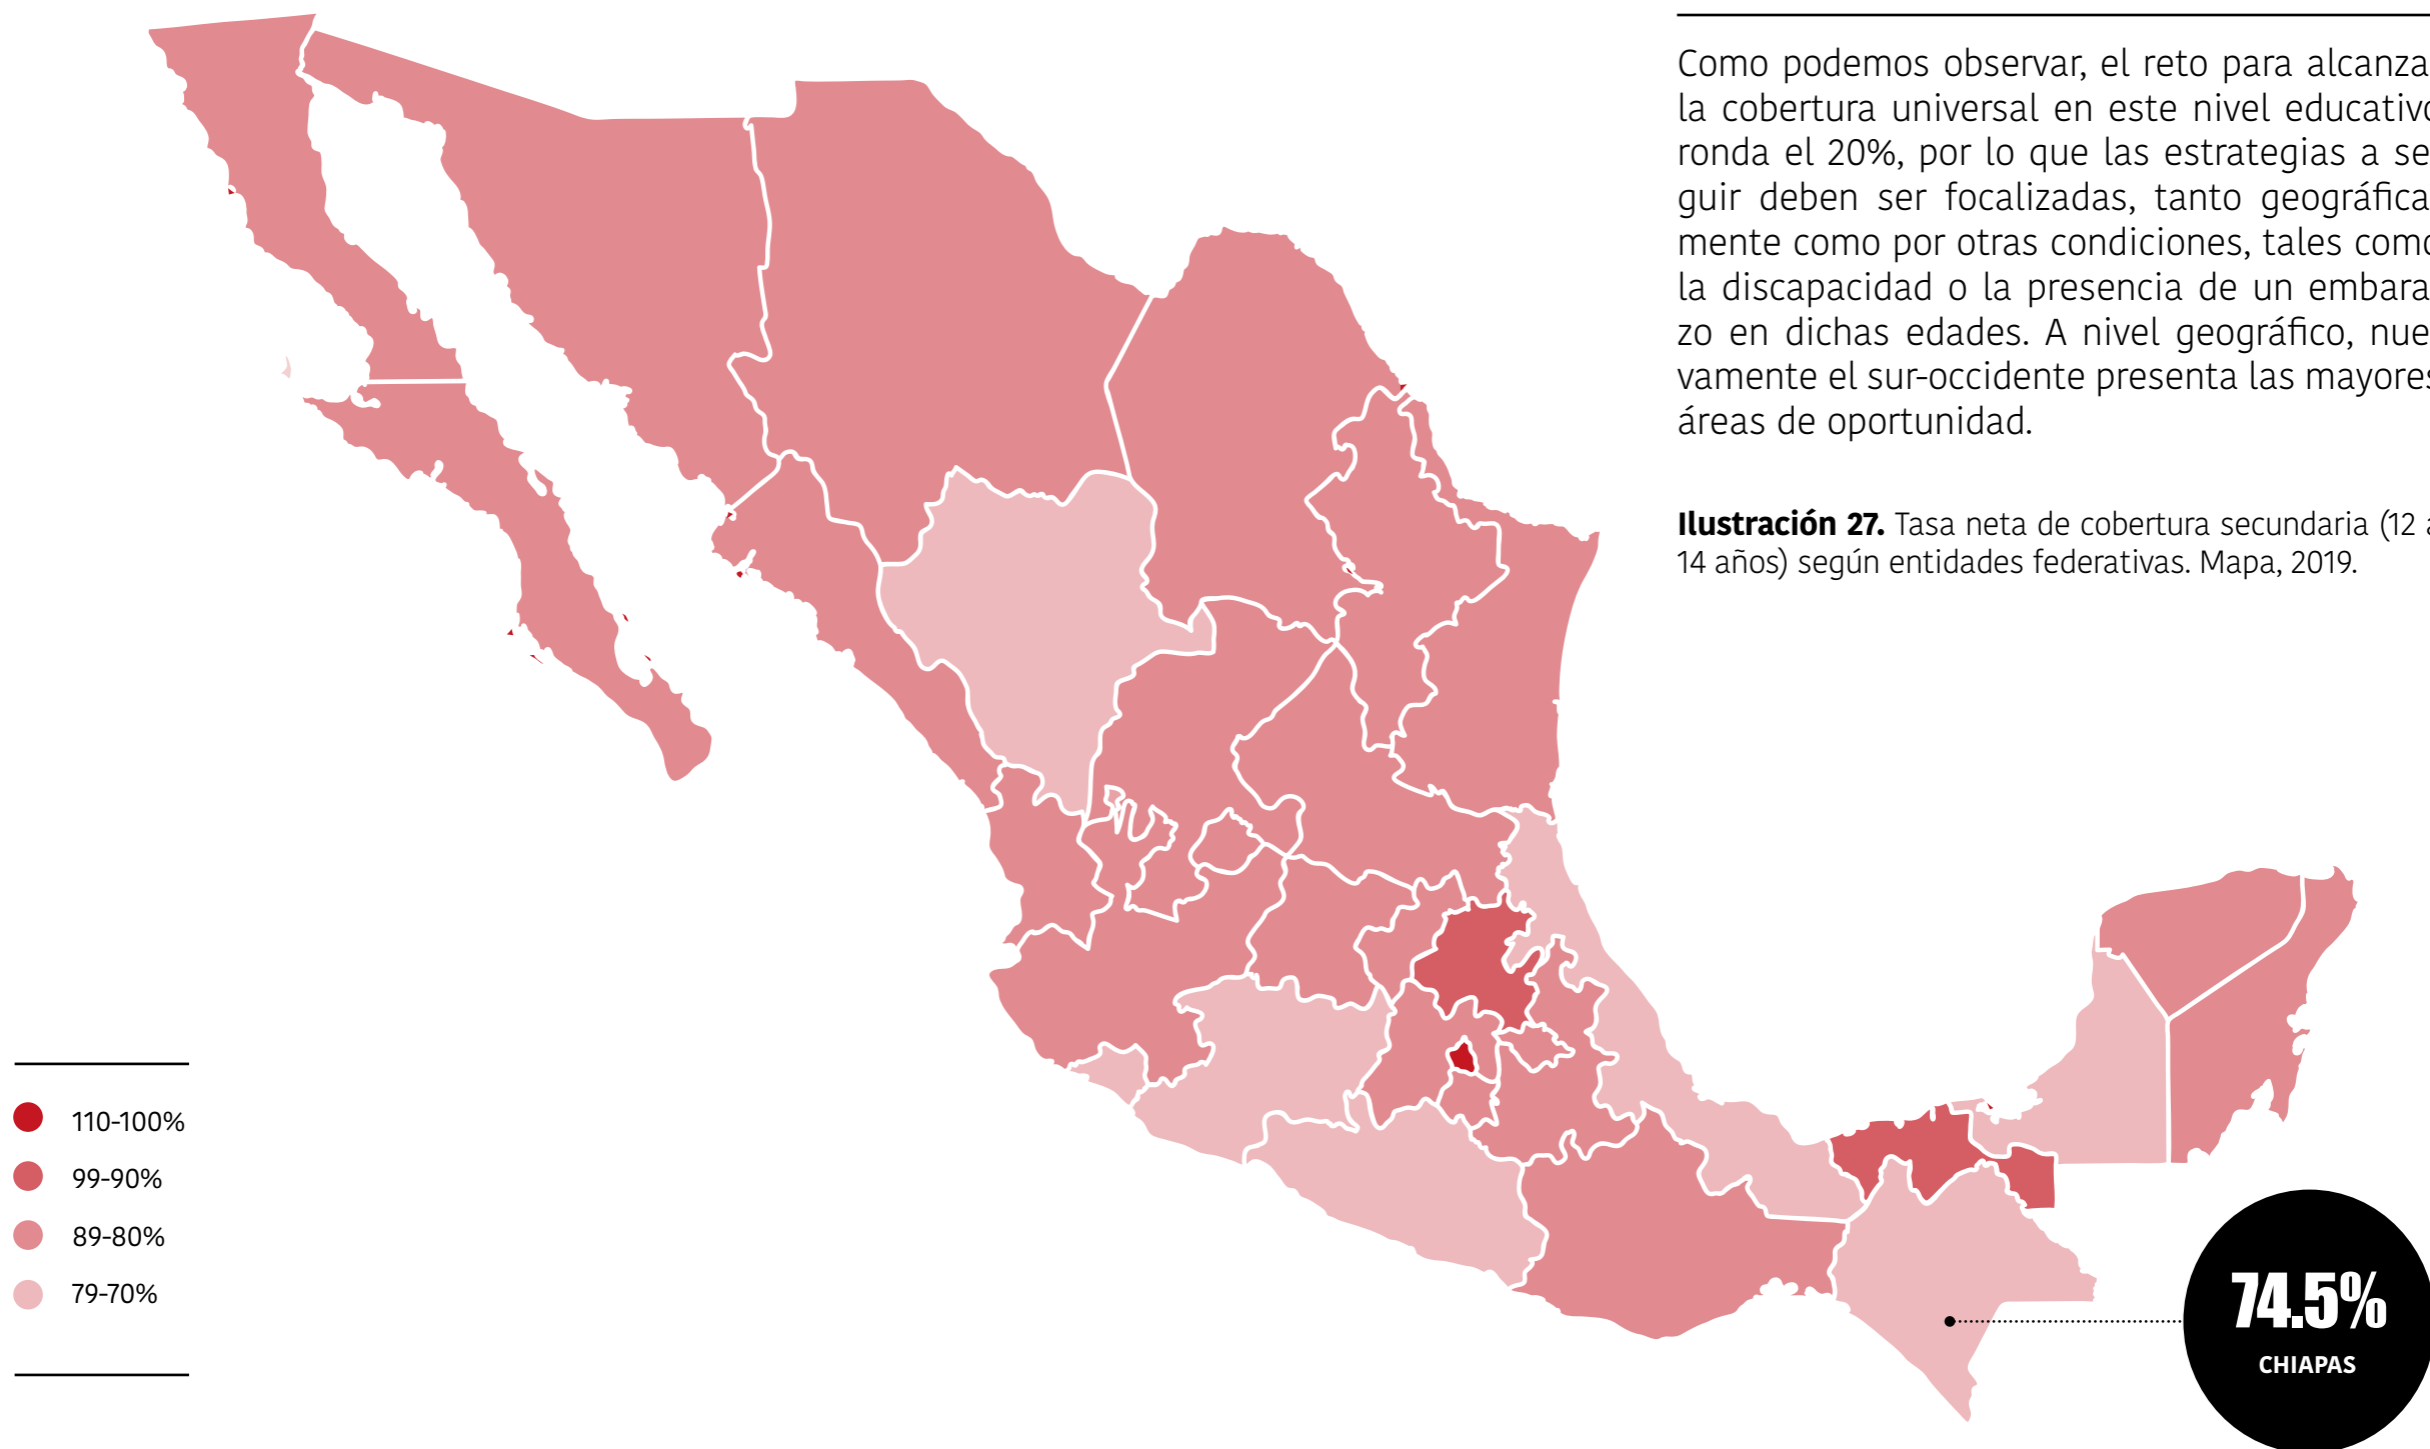 Como podemos observar, el reto para alcanza
la cobertura universal en este nivel educativo
ronda el 20%, por lo que las estrategias a se
guir deben ser focalizadas, tanto geográfica
mente como por otras condiciones, tales como
la discapacidad o la presencia de un embara
zo en dichas edades. A nivel geográfico, nue
vamente el sur-occidente presenta las mayores
áreas de oportunidad.
Ilustración 27. Tasa neta de cobertura secundaria (12 a
14 años) según entidades federativas. Mapa, 2019.
110-100%
99-90%
89-80%
79-70%
74.5%
CHIAPAS